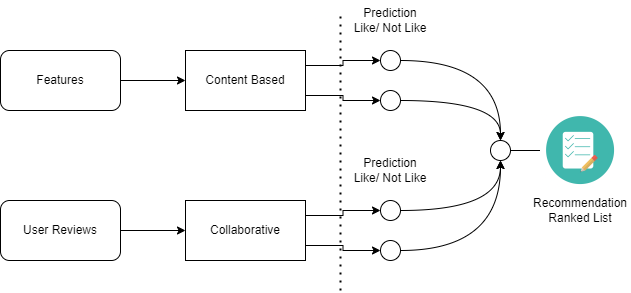 Prediction
Like/ Not Like
Features
Content Based
Prediction
Like/ Not Like
User Reviews
Collaborative
Recommendation
Ranked List